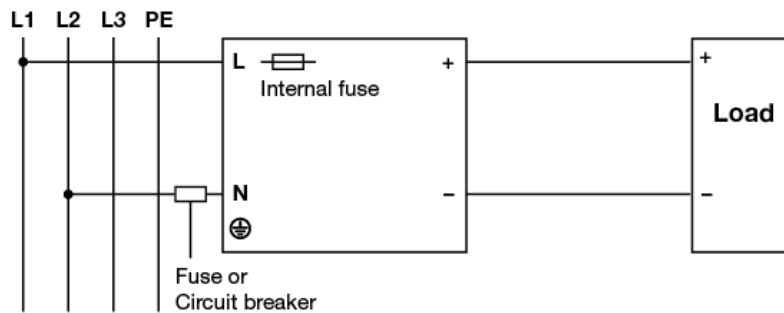 L1 L2 L3 PE
L
Internal fuse
+
+
Load
N
–
–
Fuse or
Circuit breaker